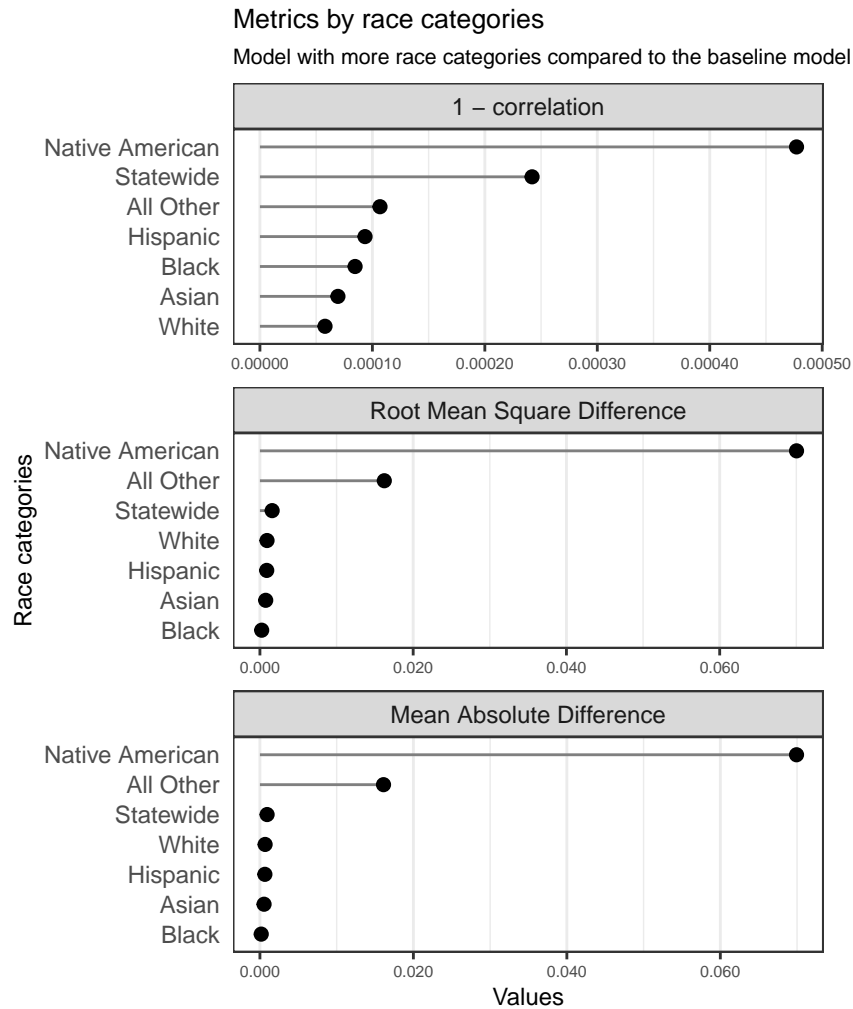 Metrics by race categories
Model with more race categories compared to the baseline model
1 − correlation
Native American
Statewide
All Other
Hispanic
Black
Asian
White
0.00000 0.00010 0.00020 0.00030 0.00040 0.00050
Root Mean Square Difference
Native American
All Other
Statewide
White
Hispanic
Asian
Black
0.000 0.020 0.040 0.060
Race categories
Mean Absolute Difference
Native American
All Other
Statewide
White
Hispanic
Asian
Black
0.000 0.020 0.040 0.060
Values